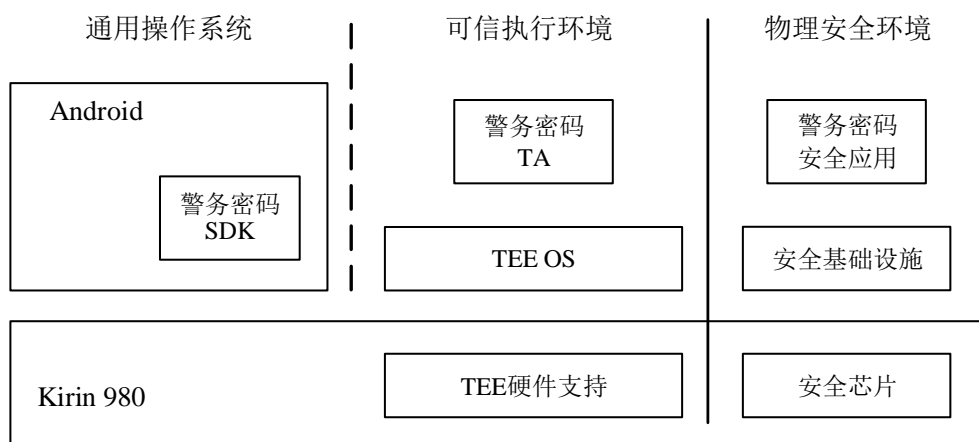 通用操作系统
可信执行环境
物理安全环境
Android
警务密码
SDK
警务密码
TA
警务密码
安全应用
TEE OS
安全基础设施
Kirin 980
TEE硬件支持
安全芯片